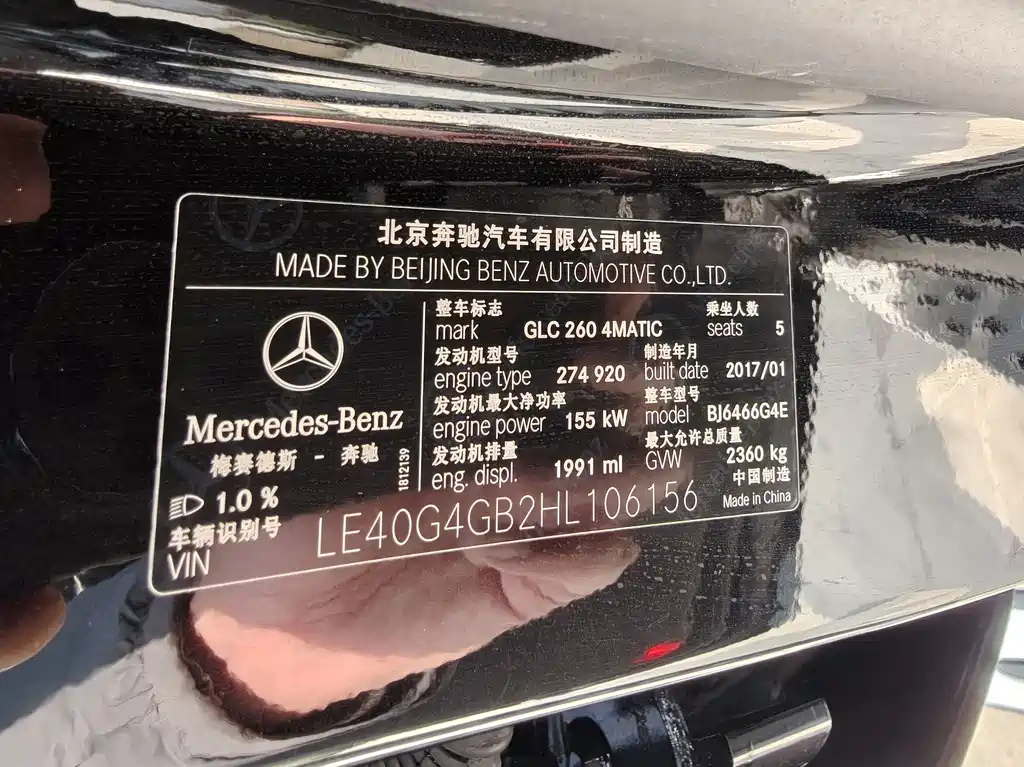 北京奔驰汽车有限公司制造
MADE BY BEIJING BENZ AUTOMOTIVE CO.,LTD.
Mercedes-Benz
梅赛德斯 - 奔驰
1.0 %
1812139
整车标志
mark GLC 260 4MATIC
乘坐人数
seats 5
发动机型号
engine type 274 920
制造年月
built date 2017/01
发动机最大净功率
engine power 155 kW
整车型号
model BJ6466G4E
发动机排量
eng. displ. 1991 ml
最大允许总质量
GVW 2360 kg
中国制造
Made in China
车辆识别号
VIN LE40G4GB2HL106156